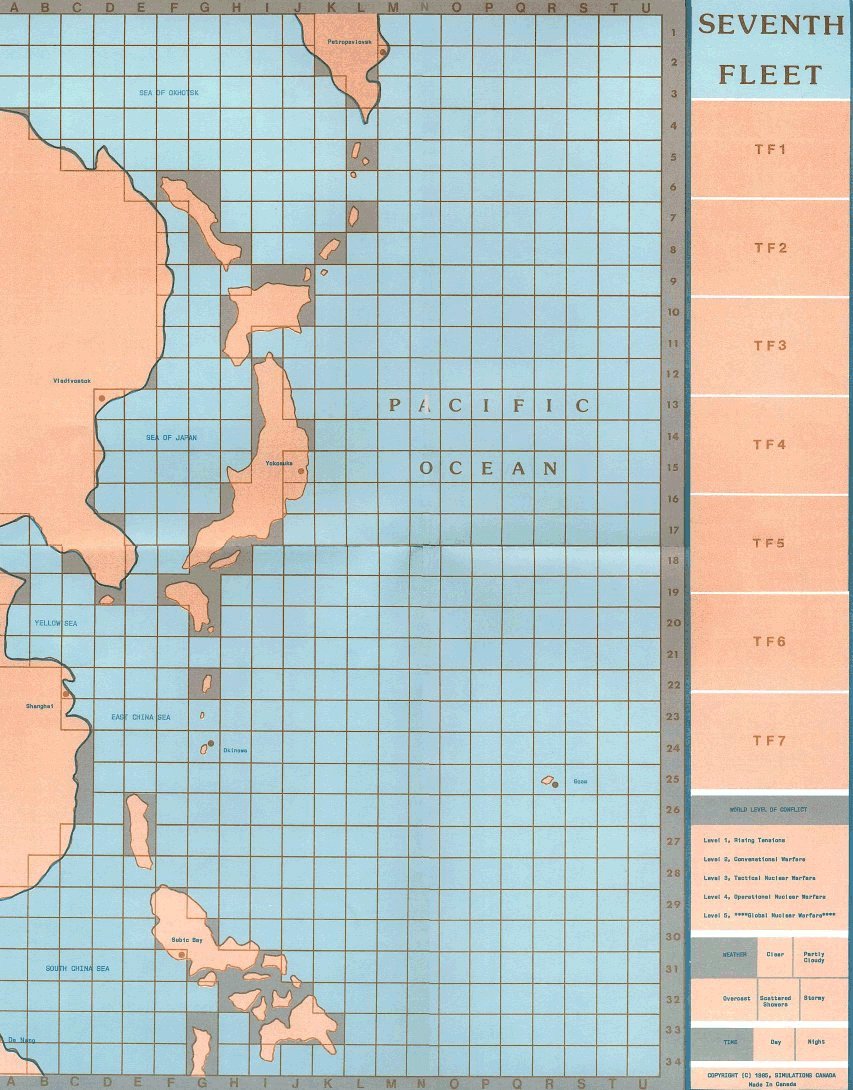 A B C D E F G H I J K L M N O P Q R S T U
SEVENTH
FLEET
1
Petropavlovsk
2
SEA OF OKHOTSK
3
4
5
TF1
6
7
8
TF2
9
10
11
TF3
12
Vladivostok
13
PACIFIC
14
SEA OF JAPAN
TF4
15
Yokosuka
OCEAN
16
17
TF5
18
19
20
YELLOW SEA
TF6
21
22
Shanghai
23
EAST CHINA SEA
24
Okinawa
TF7
25
Guam
26
WORLD LEVEL OF CONFLICT
27
Level 1, Rising Tensions
Level 2, Conventional Warfare
28
Level 3, Tactical Nuclear Warfare
29
Level 4, Operational Nuclear Warfare
Level 5, ****Global Nuclear Warfare****
30
Subic Bay
WEATHER
Clear
Partly
Cloudy
31
SOUTH CHINA SEA
32
Overcast
Scattered
Showers
Stormy
33
Da Nang
TIME
Day
Night
34
COPYRIGHT (C) 1985, SIMULATIONS CANADA
Made In Canada
A B C D E F G H I J K L M N O P Q R S T U